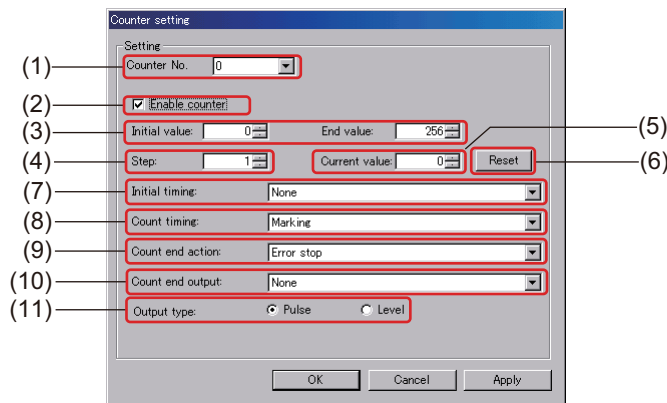 Counter setting
Setting
(1) Counter No. 0
(2) Enable counter
(3) Initial value: 0 End value: 256 (5)
(4) Step: 1 Current value: 0 Reset (6)
(7) Initial timing: None
(8) Count timing: Marking
(9) Count end action: Error stop
(10) Count end output: None
(11) Output type: Pulse Level
OK Cancel Apply